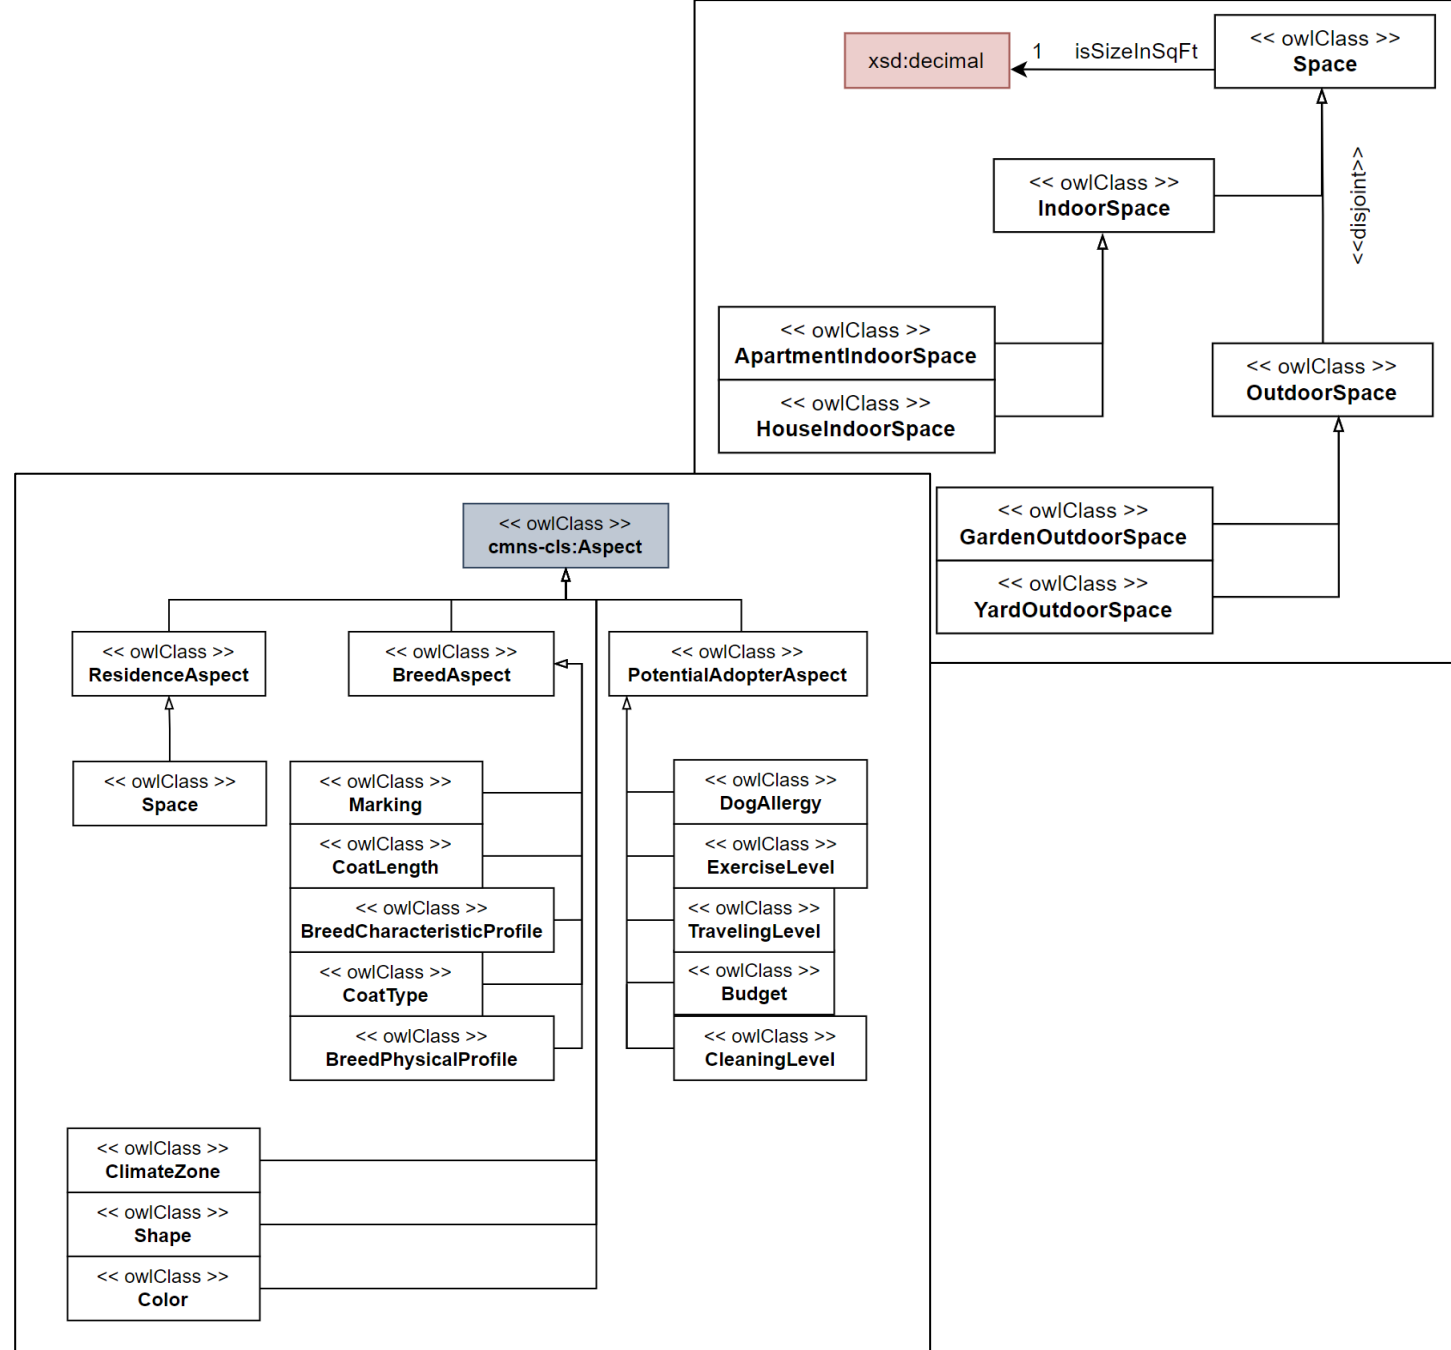 << owlClass >>
Space
xsd:decimal
1 isSizeInSqFt
<< owlClass >>
IndoorSpace
<<disjoint>>
<< owlClass >>
ApartmentIndoorSpace
<< owlClass >>
HouseIndoorSpace
<< owlClass >>
OutdoorSpace
<< owlClass >>
GardenOutdoorSpace
<< owlClass >>
YardOutdoorSpace
<< owlClass >>
cmns-cls:Aspect
<< owlClass >>
ResidenceAspect
<< owlClass >>
BreedAspect
<< owlClass >>
PotentialAdopterAspect
<< owlClass >>
Space
<< owlClass >>
Marking
<< owlClass >>
CoatLength
<< owlClass >>
BreedCharacteristicProfile
<< owlClass >>
CoatType
<< owlClass >>
BreedPhysicalProfile
<< owlClass >>
DogAllergy
<< owlClass >>
ExerciseLevel
<< owlClass >>
TravelingLevel
<< owlClass >>
Budget
<< owlClass >>
CleaningLevel
<< owlClass >>
ClimateZone
<< owlClass >>
Shape
<< owlClass >>
Color